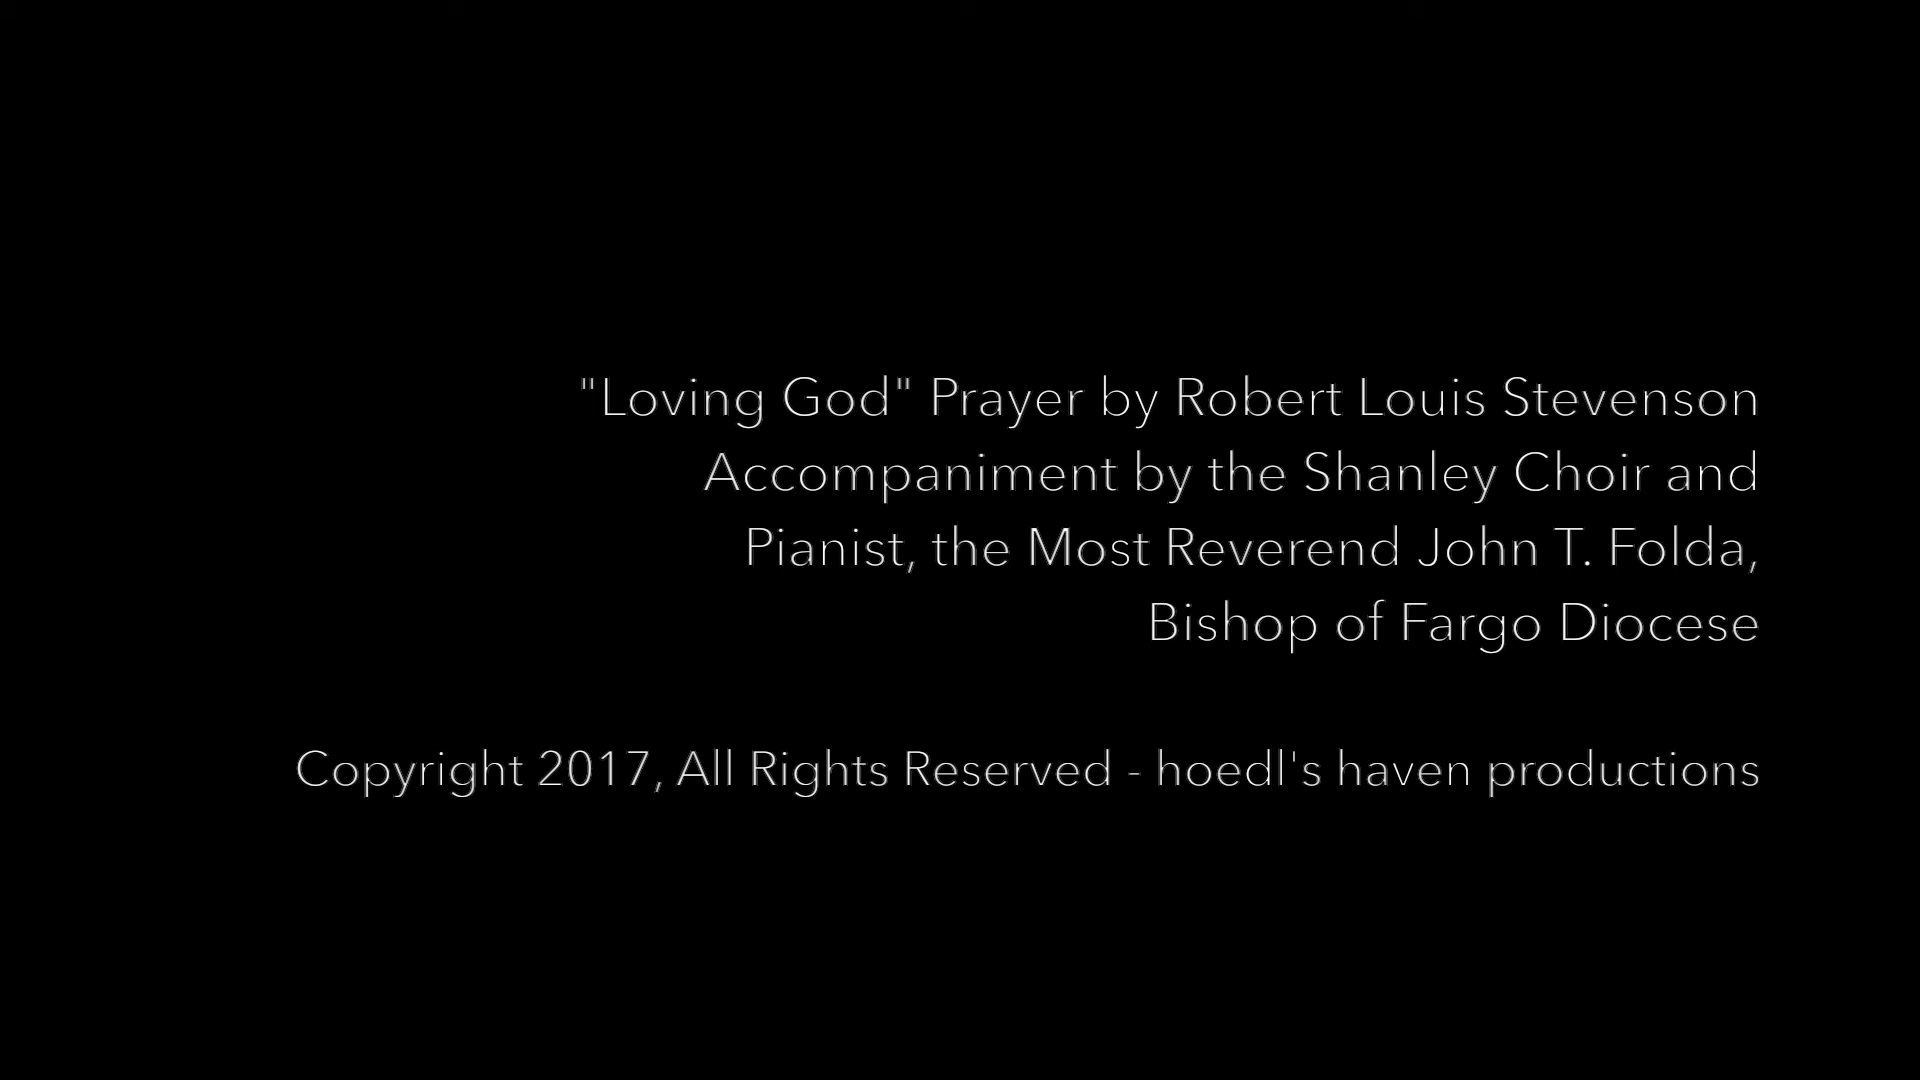 "Loving God" Prayer by Robert Louis Stevenson
Accompaniment by the Shanley Choir and
Pianist, the Most Reverend John T. Folda,
Bishop of Fargo Diocese
Copyright 2017, All Rights Reserved - hoedl's haven productions